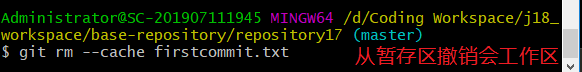 Administrator@SC-201907111945 MINGW64 /d/Coding Workspace/j18_
workspace/base-repository/repository17 (master)
$ git rm --cache firstcommit.txt 从暂存区撤销会工作区